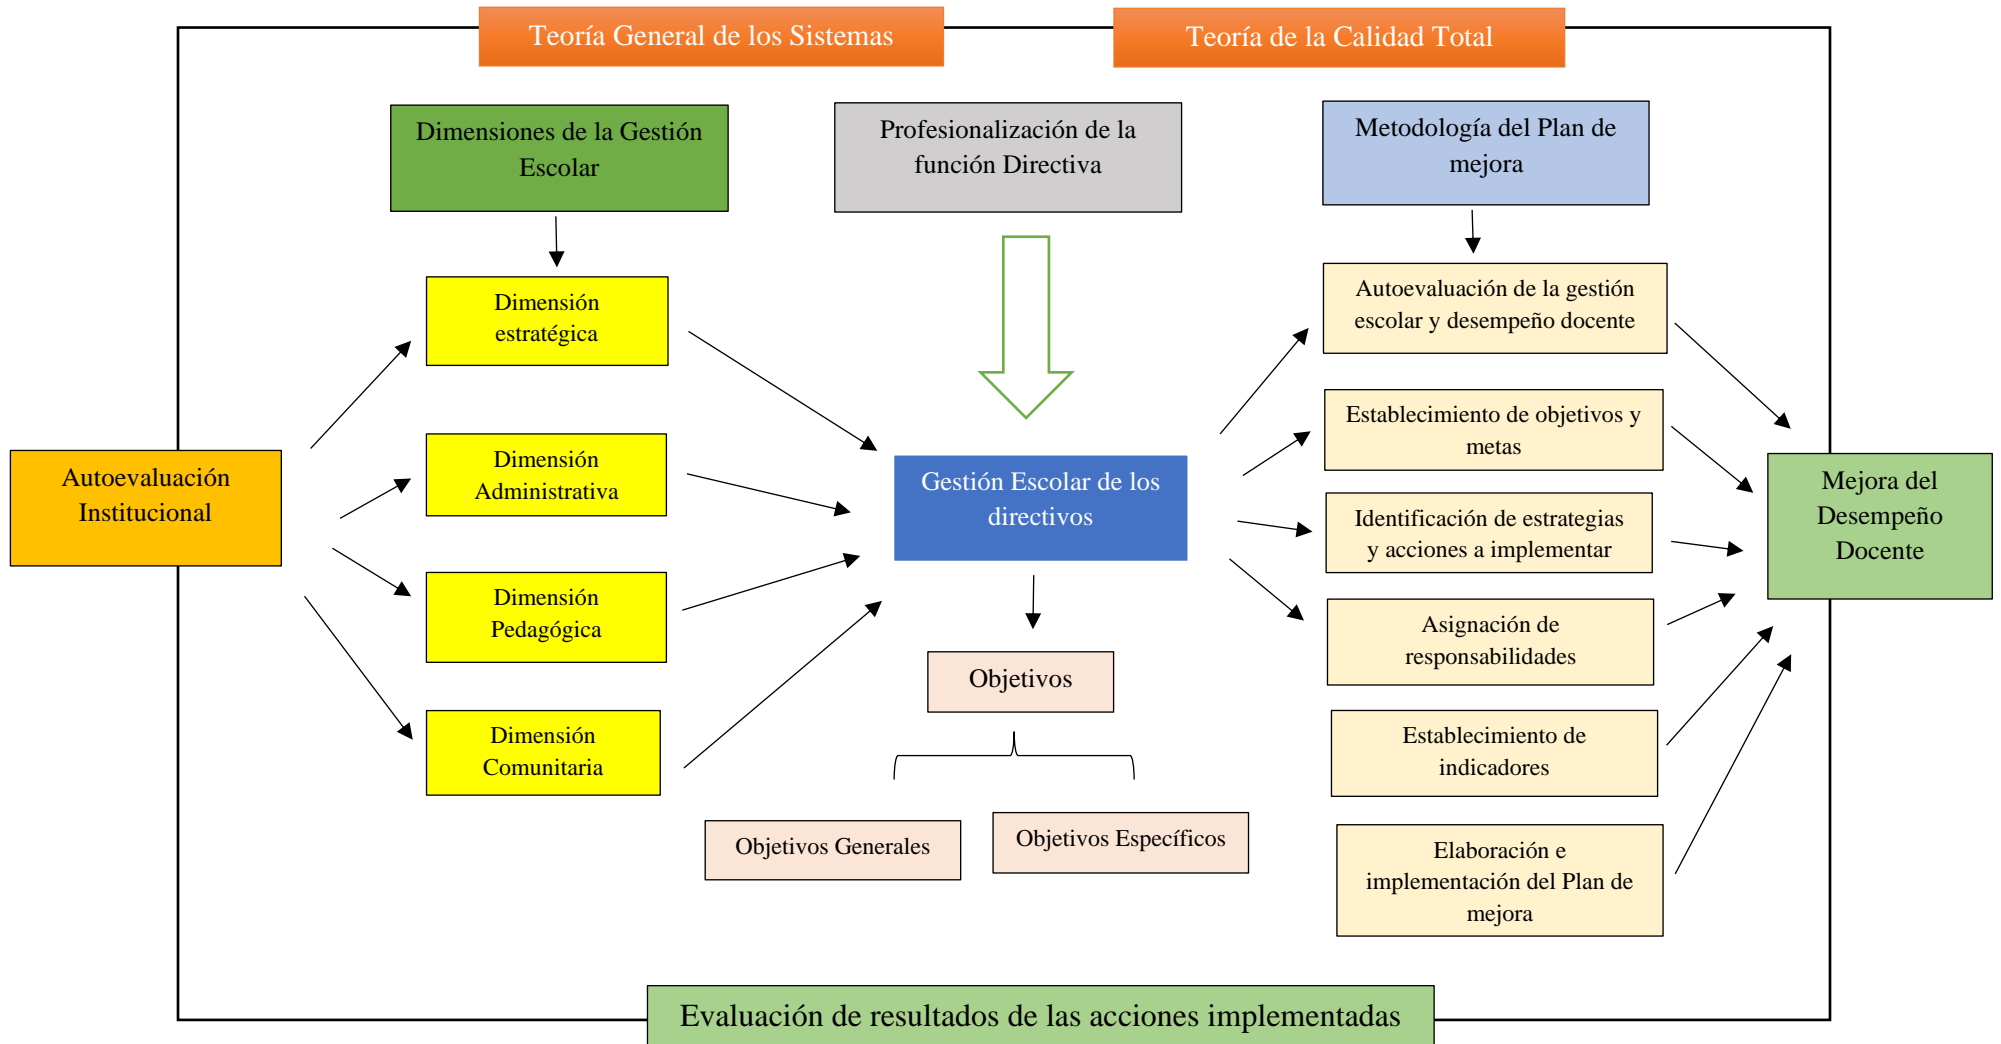 Teoría General de los Sistemas
Teoría de la Calidad Total
Dimensiones de la Gestión
Escolar
Profesionalización de la
función Directiva
Metodología del Plan de
mejora
Autoevaluación
Institucional
Dimensión
estratégica
Dimensión
Administrativa
Dimensión
Pedagógica
Dimensión
Comunitaria
Gestión Escolar de los
directivos
Objetivos
Objetivos Generales
Objetivos Específicos
Autoevaluación de la gestión
escolar y desempeño docente
Establecimiento de objetivos y
metas
Identificación de estrategias
y acciones a implementar
Asignación de
responsabilidades
Establecimiento de
indicadores
Elaboración e
implementación del Plan de
mejora
Mejora del
Desempeño
Docente
Evaluación de resultados de las acciones implementadas